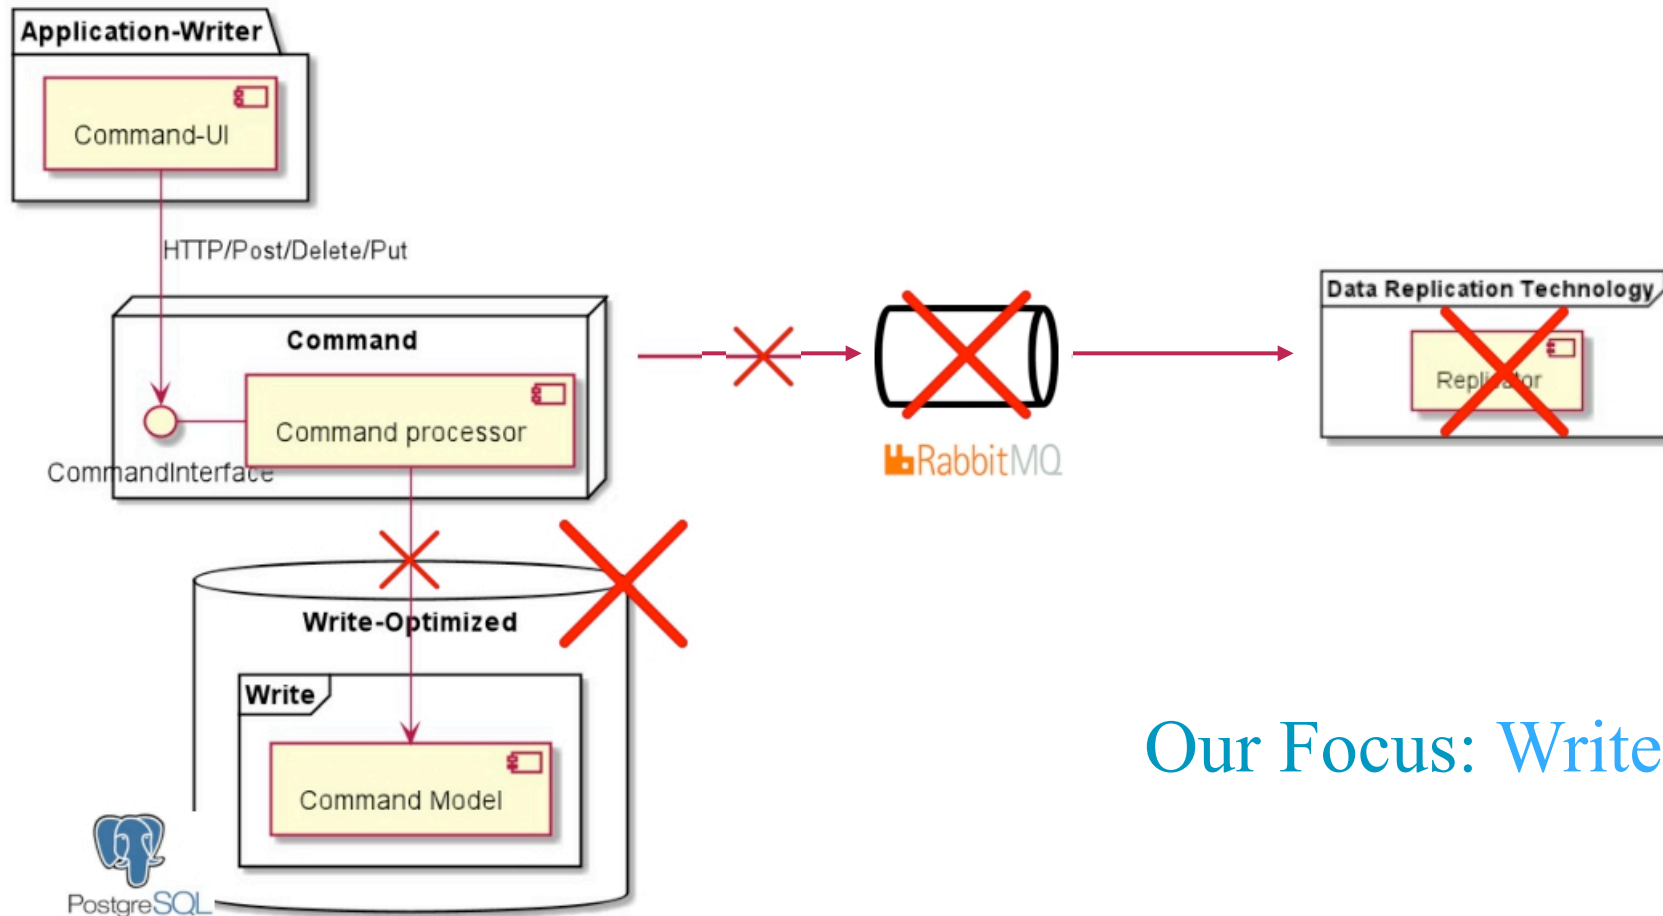 Application-Writer
Command-UI
HTTP/Post/Delete/Put
Command
Command processor
CommandInterface
RabbitMQ
Data Replication Technology
Replicator
Write-Optimized
Write
Command Model
PostgreSQL
Our Focus: Write